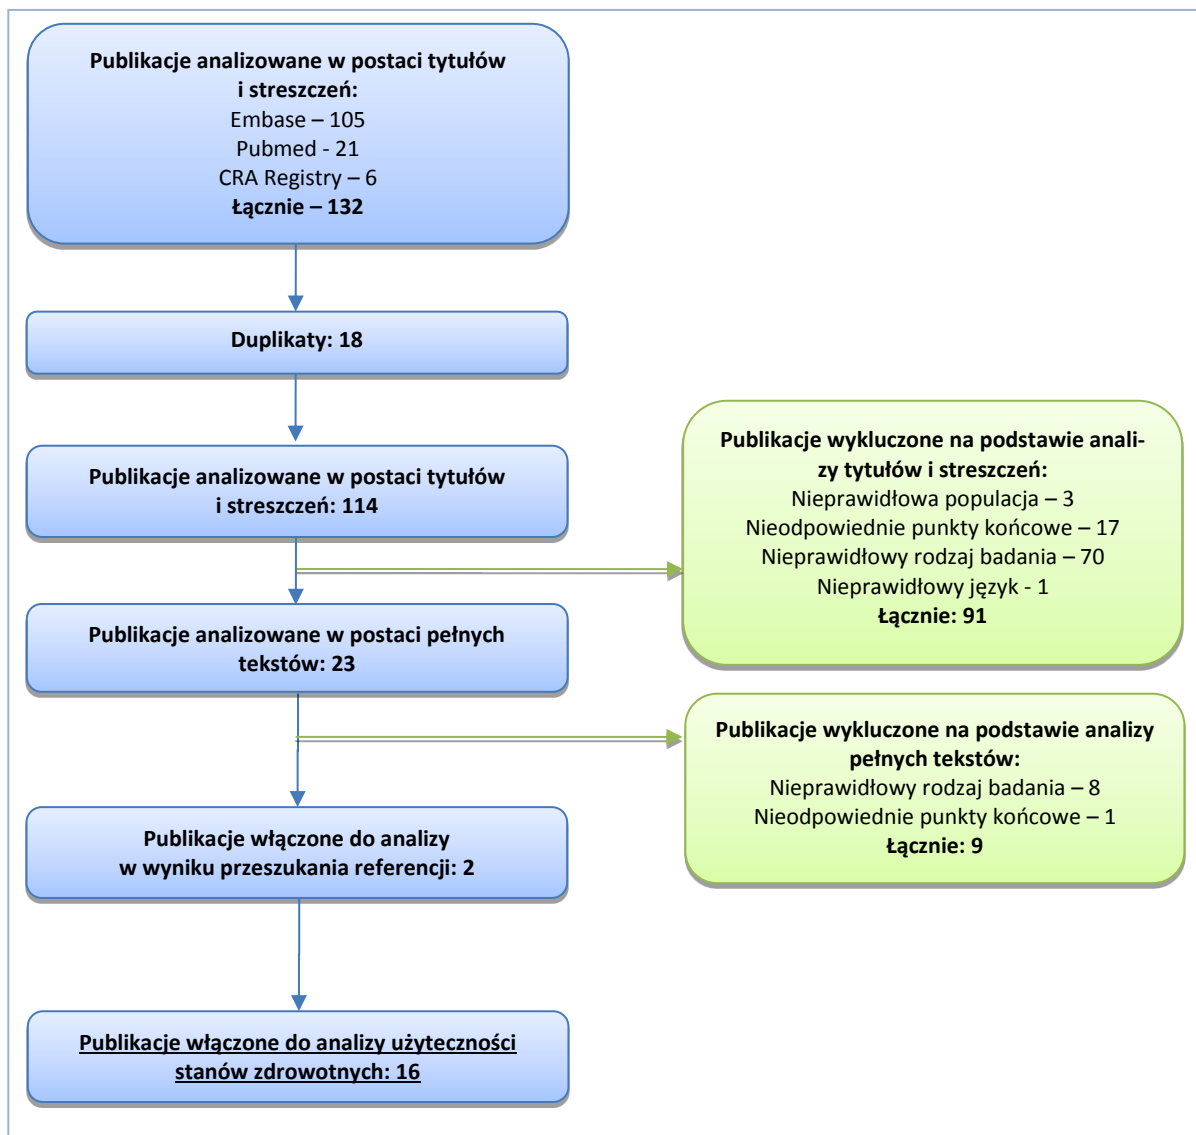 Publikacje analizowane w postaci tytułów
i streszczeń:
Embase – 105
Pubmed - 21
CRA Registry – 6
Łącznie – 132
Duplikaty: 18
Publikacje analizowane w postaci tytułów
i streszczeń: 114
Publikacje wykluczone na podstawie anali-
zy tytułów i streszczeń:
Nieprawidłowa populacja – 3
Nieodpowiednie punkty końcowe – 17
Nieprawidłowy rodzaj badania – 70
Nieprawidłowy język - 1
Łącznie: 91
Publikacje analizowane w postaci pełnych
tekstów: 23
Publikacje wykluczone na podstawie analizy
pełnych tekstów:
Nieprawidłowy rodzaj badania – 8
Nieodpowiednie punkty końcowe – 1
Łącznie: 9
Publikacje włączone do analizy
w wyniku przeszukania referencji: 2
Publikacje włączone do analizy użyteczności
stanów zdrowotnych: 16